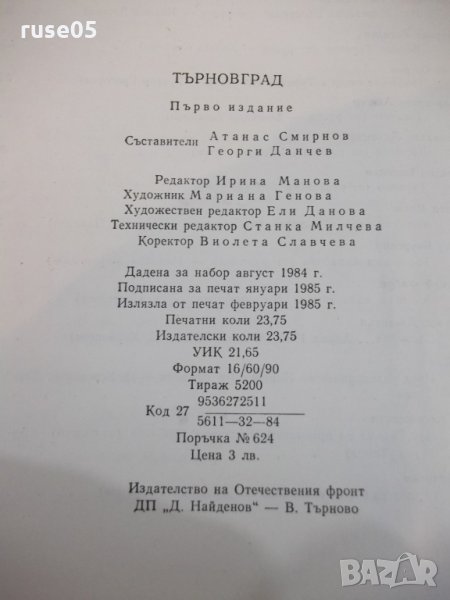 ruse05
ТЪРНОВГРАД
Първо издание
Съставители Атанас Смирнов
Георги Данчев
Редактор Ирина Манова
Художник Мариана Генова
Художествен редактор Ели Данова
Технически редактор Станка Милчева
Коректор Виолета Славчева
Дадена за набор август 1984 г.
Подписана за печат януари 1985 г.
Излязла от печат февруари 1985 г.
Печатни коли 23,75
Издателски коли 23,75
УИК 21,65
Формат 16/60/90
Тираж 5200
Код 27 9536272511
5611—32—84
Поръчка № 624
Цена 3 лв.
Издателство на Отечествения фронт
ДП „Д. Найденов“ — В. Търново
BAZAR